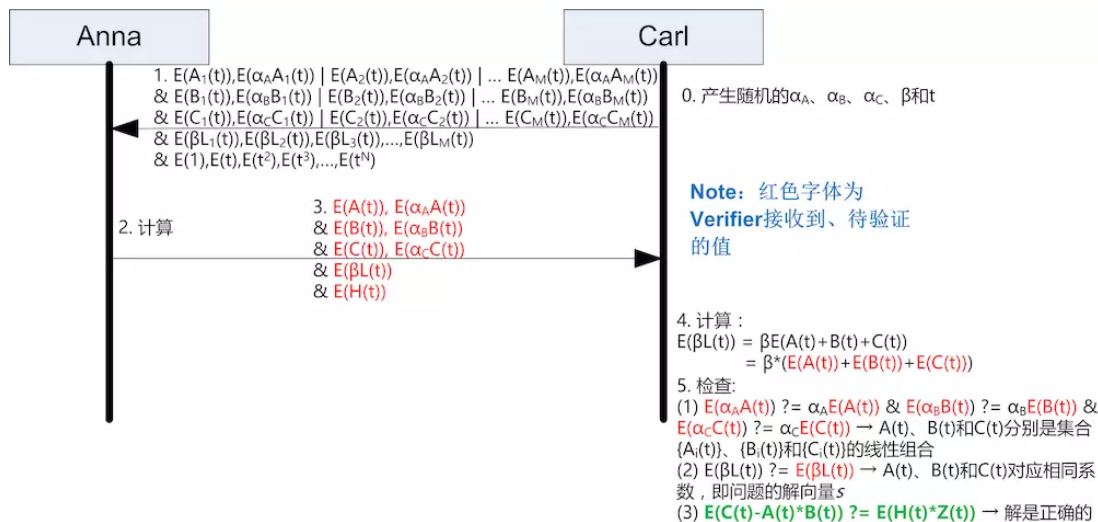 Anna
Carl
1. E(A₁(t)),E(αAA₁(t)) | E(A₂(t)),E(αAA₂(t)) | ... E(AM(t)),E(αAAM(t))
& E(B₁(t)),E(αBB₁(t)) | E(B₂(t)),E(αBB₂(t)) | ... E(BM(t)),E(αBBM(t))
& E(C₁(t)),E(αCC₁(t)) | E(C₂(t)),E(αCC₂(t)) | ... E(CM(t)),E(αCCM(t))
& E(βL₁(t)),E(βL₂(t)),E(βL₃(t)),...,E(βLM(t))
& E(1),E(t),E(t²),E(t³),...,E(tᴺ)
0. 产生随机的αA、αB、αC、β和t
Note：红色字体为
Verifier接收到、待验证
的值
2. 计算
3. E(A(t)), E(αAA(t))
& E(B(t)), E(αBB(t))
& E(C(t)), E(αCC(t))
& E(βL(t))
& E(H(t))
4. 计算：
E(βL(t)) = βE(A(t)+B(t)+C(t))
= β*(E(A(t))+E(B(t))+E(C(t)))
5. 检查:
(1) E(αAA(t)) ?= αAE(A(t)) & E(αBB(t)) ?= αBE(B(t)) &
E(αCC(t)) ?= αCE(C(t)) → A(t)、B(t)和C(t)分别是集合
{Ai(t)}、{Bi(t)}和{Ci(t)}的线性组合
(2) E(βL(t)) ?= E(βL(t)) → A(t)、B(t)和C(t)对应相同系
数，即问题的解向量s
(3) E(C(t)-A(t)*B(t)) ?= E(H(t)*Z(t)) → 解是正确的